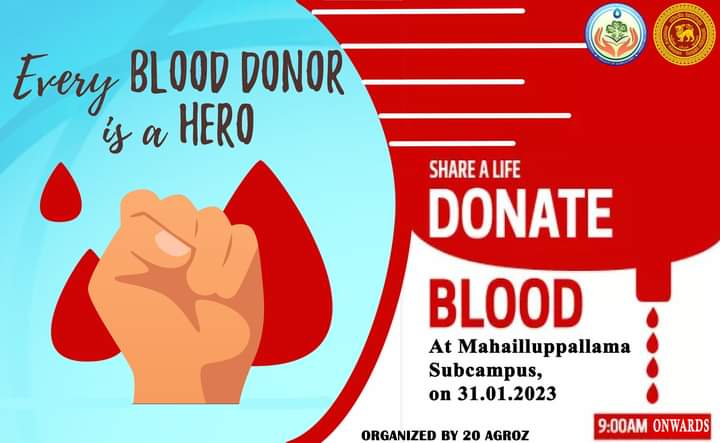 Every BLOOD DONOR
is a HERO
SHARE A LIFE
DONATE
BLOOD
At Mahailluppallama
Subcampus,
on 31.01.2023
9:00AM ONWARDS
ORGANIZED BY 20 AGROZ